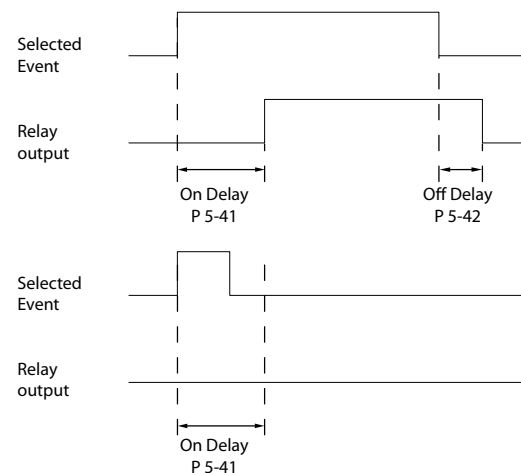 Selected
Event
Relay
output
On Delay
P 5-41
Off Delay
P 5-42
Selected
Event
Relay
output
On Delay
P 5-41